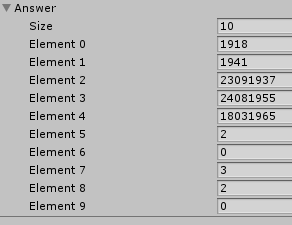 Answer
Size 10
Element 0 1918
Element 1 1941
Element 2 23091937
Element 3 24081955
Element 4 18031965
Element 5 2
Element 6 0
Element 7 3
Element 8 2
Element 9 0